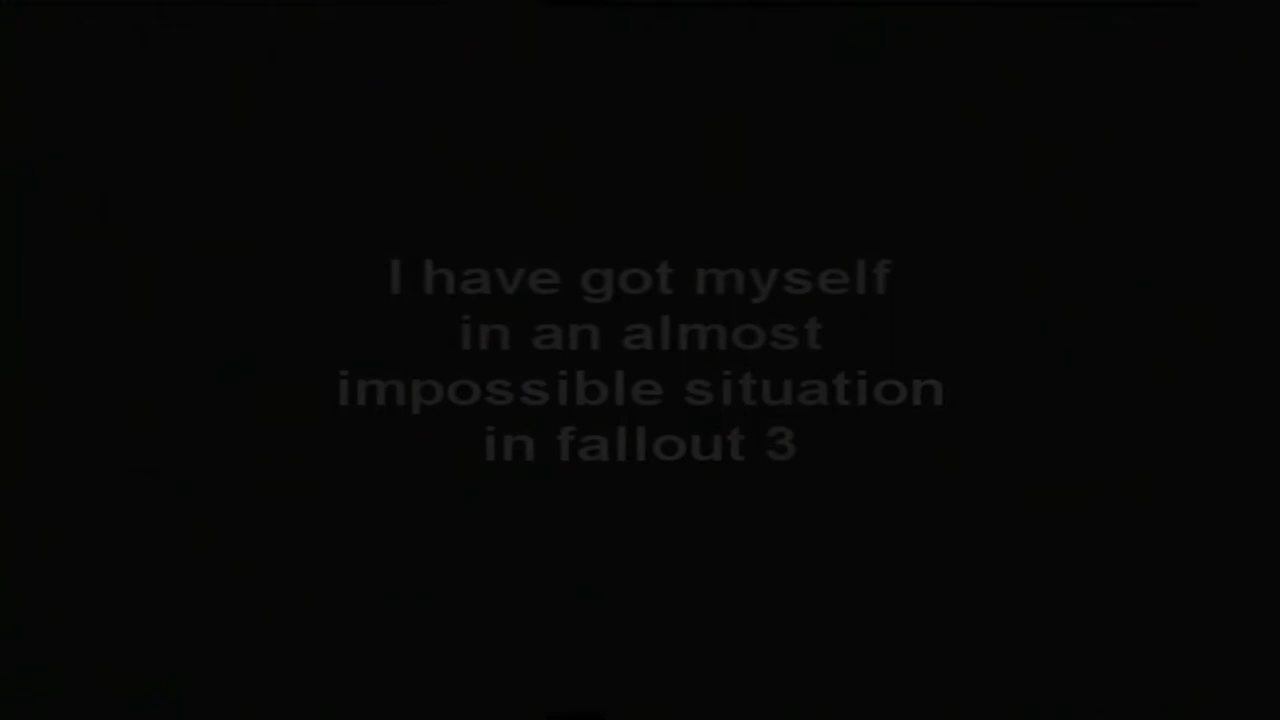 I have got myself
in an almost
impossible situation
in fallout 3